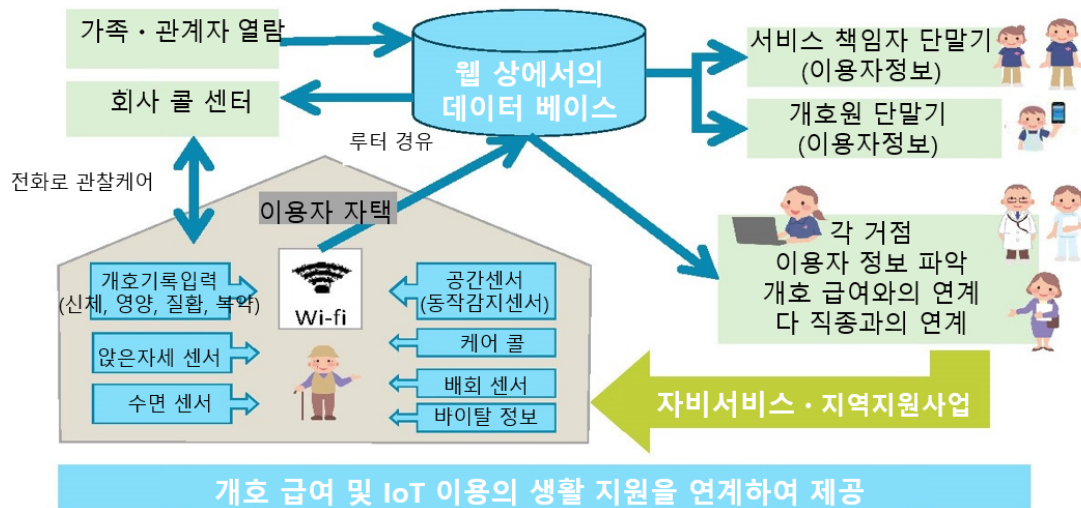 가족・관계자 열람
회사 콜 센터
웹 상에서의
데이터 베이스
서비스 책임자 단말기
(이용자정보)
개호원 단말기
(이용자정보)
루터 경유
전화로 관찰케어
이용자 자택
개호기록입력
(신체, 영양, 질홥, 복약)
앉은자세 센서
수면 센서
Wi-fi
공간센서
(동작감지센서)
케어 콜
배회 센서
바이탈 정보
각 거점
이용자 정보 파악
개호 급여와의 연계
다 직종과의 연계
자비서비스・지역지원사업
개호 급여 및 IoT 이용의 생활 지원을 연계하여 제공